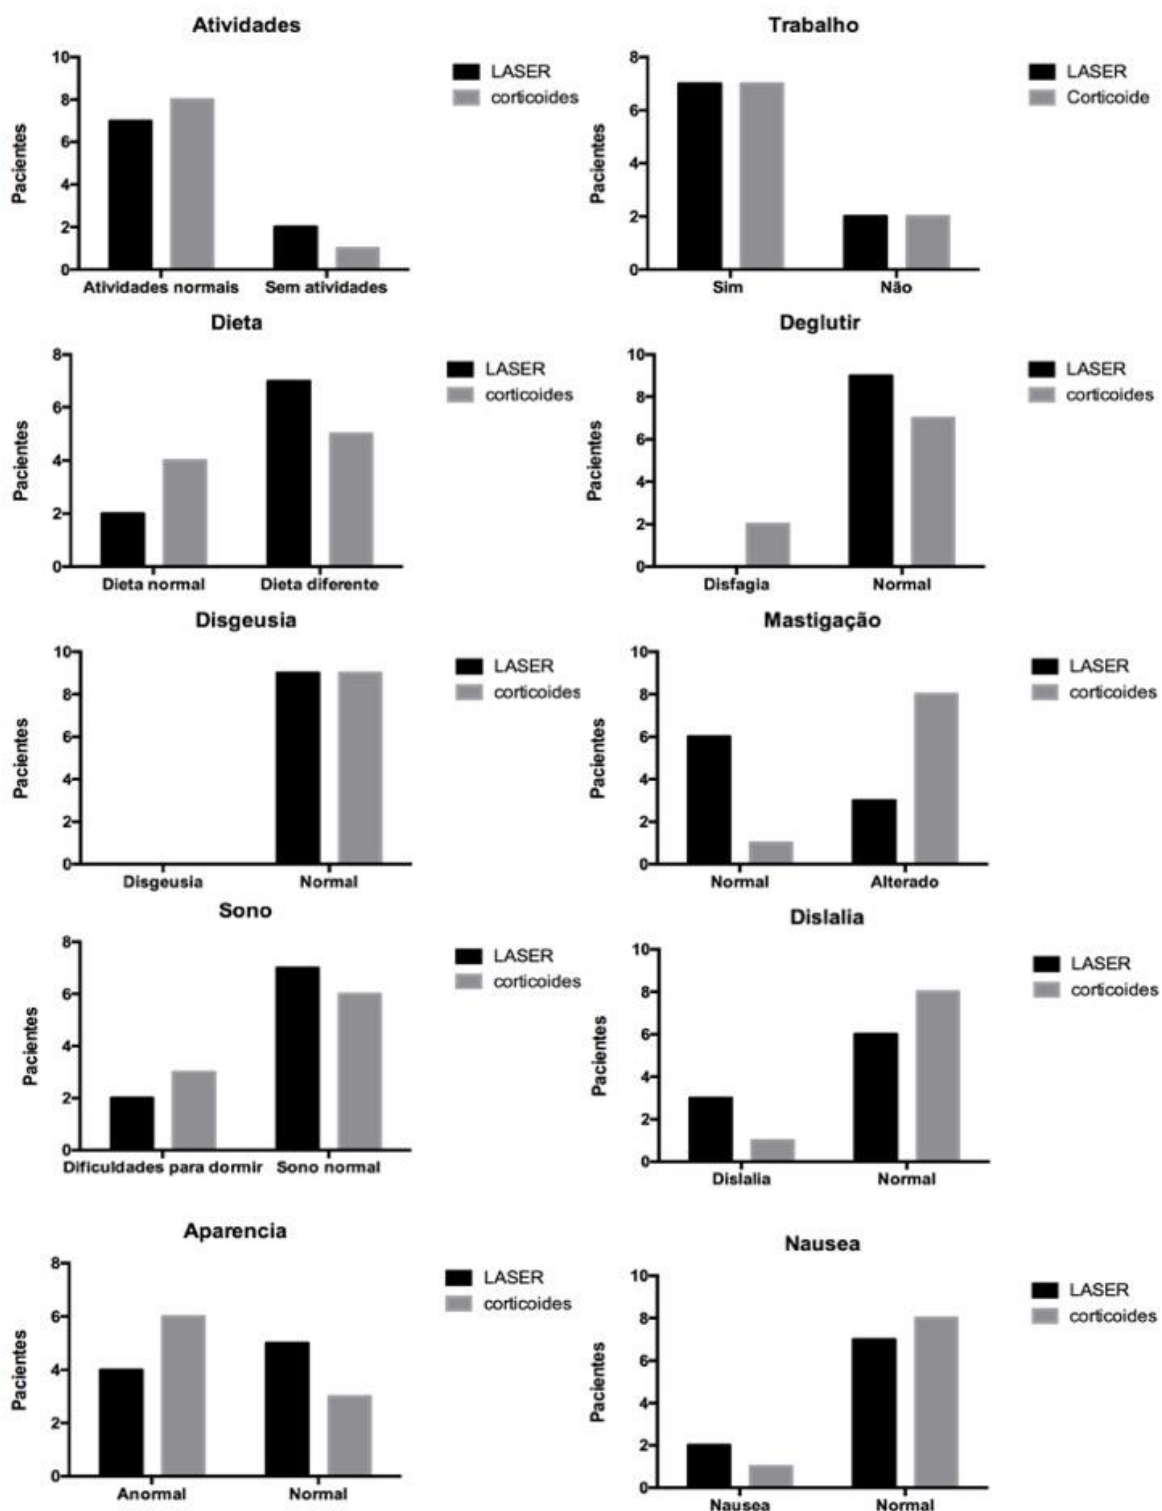 Atividades
10
8
6
4
2
0
Pacientes
LASER
corticoides
Atividades normais
Sem atividades
Trabalho
8
6
4
2
0
Pacientes
LASER
Corticoide
Sim
Não
Dieta
8
6
4
2
0
Pacientes
LASER
corticoides
Dieta normal
Dieta diferente
Deglutir
10
8
6
4
2
0
Pacientes
LASER
corticoides
Disfagia
Normal
Disgeusia
10
8
6
4
2
0
Pacientes
LASER
corticoides
Disgeusia
Normal
Mastigação
10
8
6
4
2
0
Pacientes
LASER
corticoides
Normal
Alterado
Sono
8
6
4
2
0
Pacientes
LASER
corticoides
Dificuldades para dormir
Sono normal
Dislalia
10
8
6
4
2
0
Pacientes
LASER
corticoides
Dislalia
Normal
Aparencia
8
6
4
2
0
Pacientes
LASER
corticoides
Anormal
Normal
Nausea
10
8
6
4
2
0
Pacientes
LASER
corticoides
Nausea
Normal